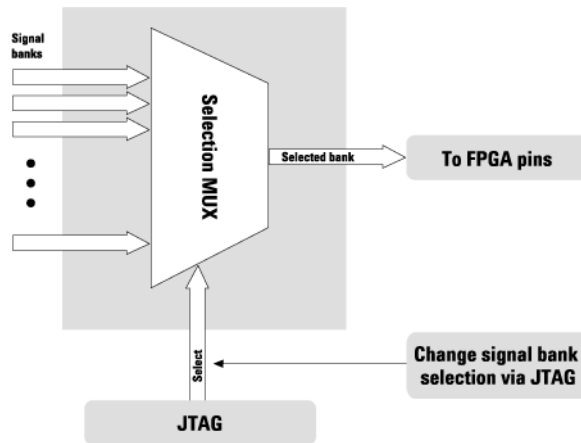 Signal
banks
Selection MUX
Selected bank
To FPGA pins
Select
Change signal bank
selection via JTAG
JTAG